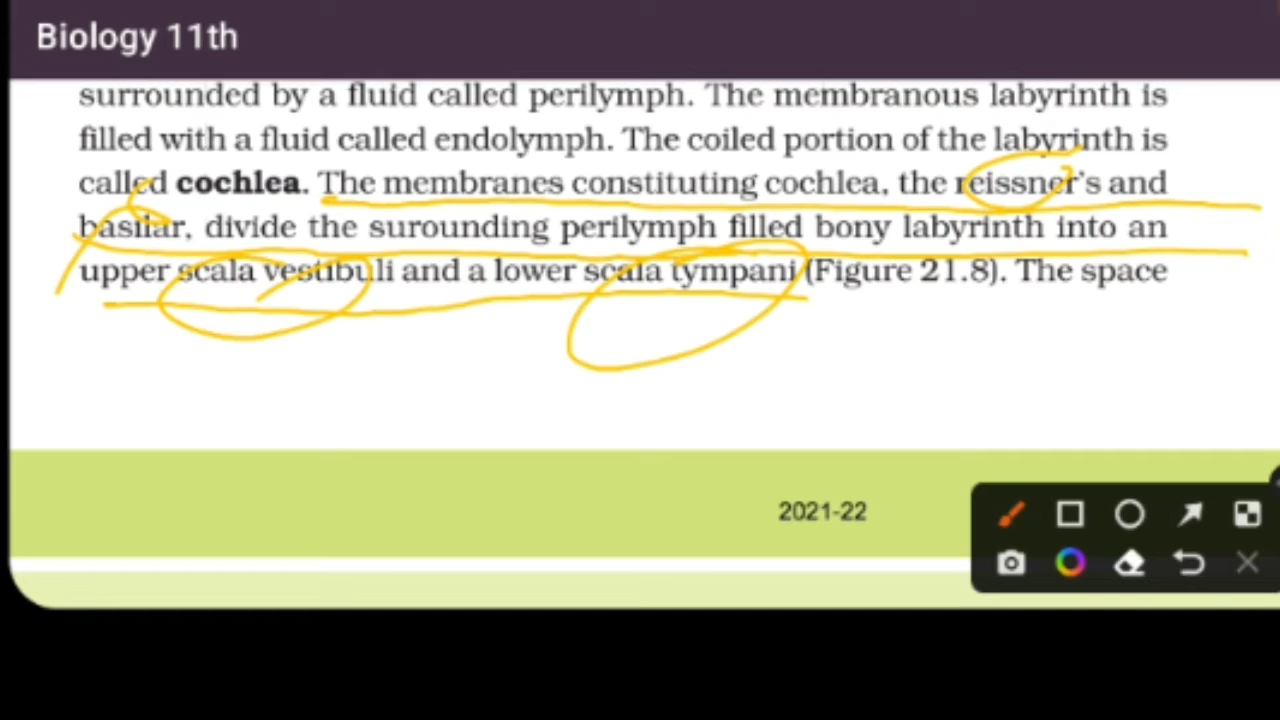 Biology 11th
surrounded by a fluid called perilymph. The membranous labyrinth is
filled with a fluid called endolymph. The coiled portion of the labyrinth is
called cochlea. The membranes constituting cochlea, the reissner's and
basilar, divide the surounding perilymph filled bony labyrinth into an
upper scala vestibuli and a lower scala tympani (Figure 21.8). The space
2021-22